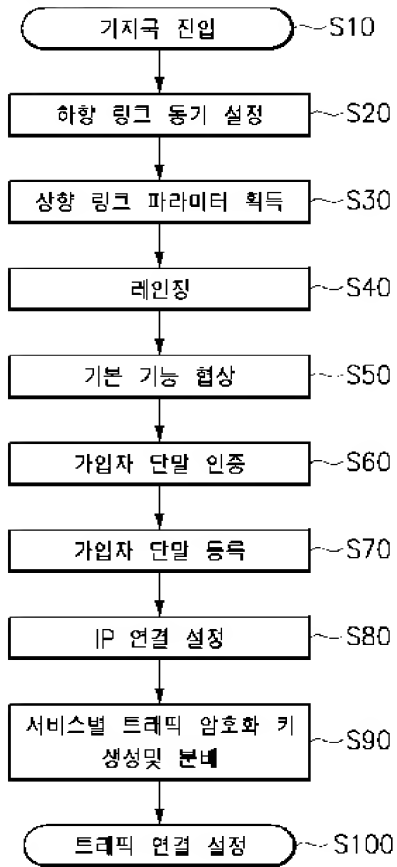 기지국 진입 S10
하향 링크 동기 설정 S20
상향 링크 파라미터 획득 S30
레인징 S40
기본 기능 협상 S50
가입자 단말 인증 S60
가입자 단말 등록 S70
IP 연결 설정 S80
서비스별 트래픽 암호화 키 S90
생성및 분배
트래픽 연결 설정 S100